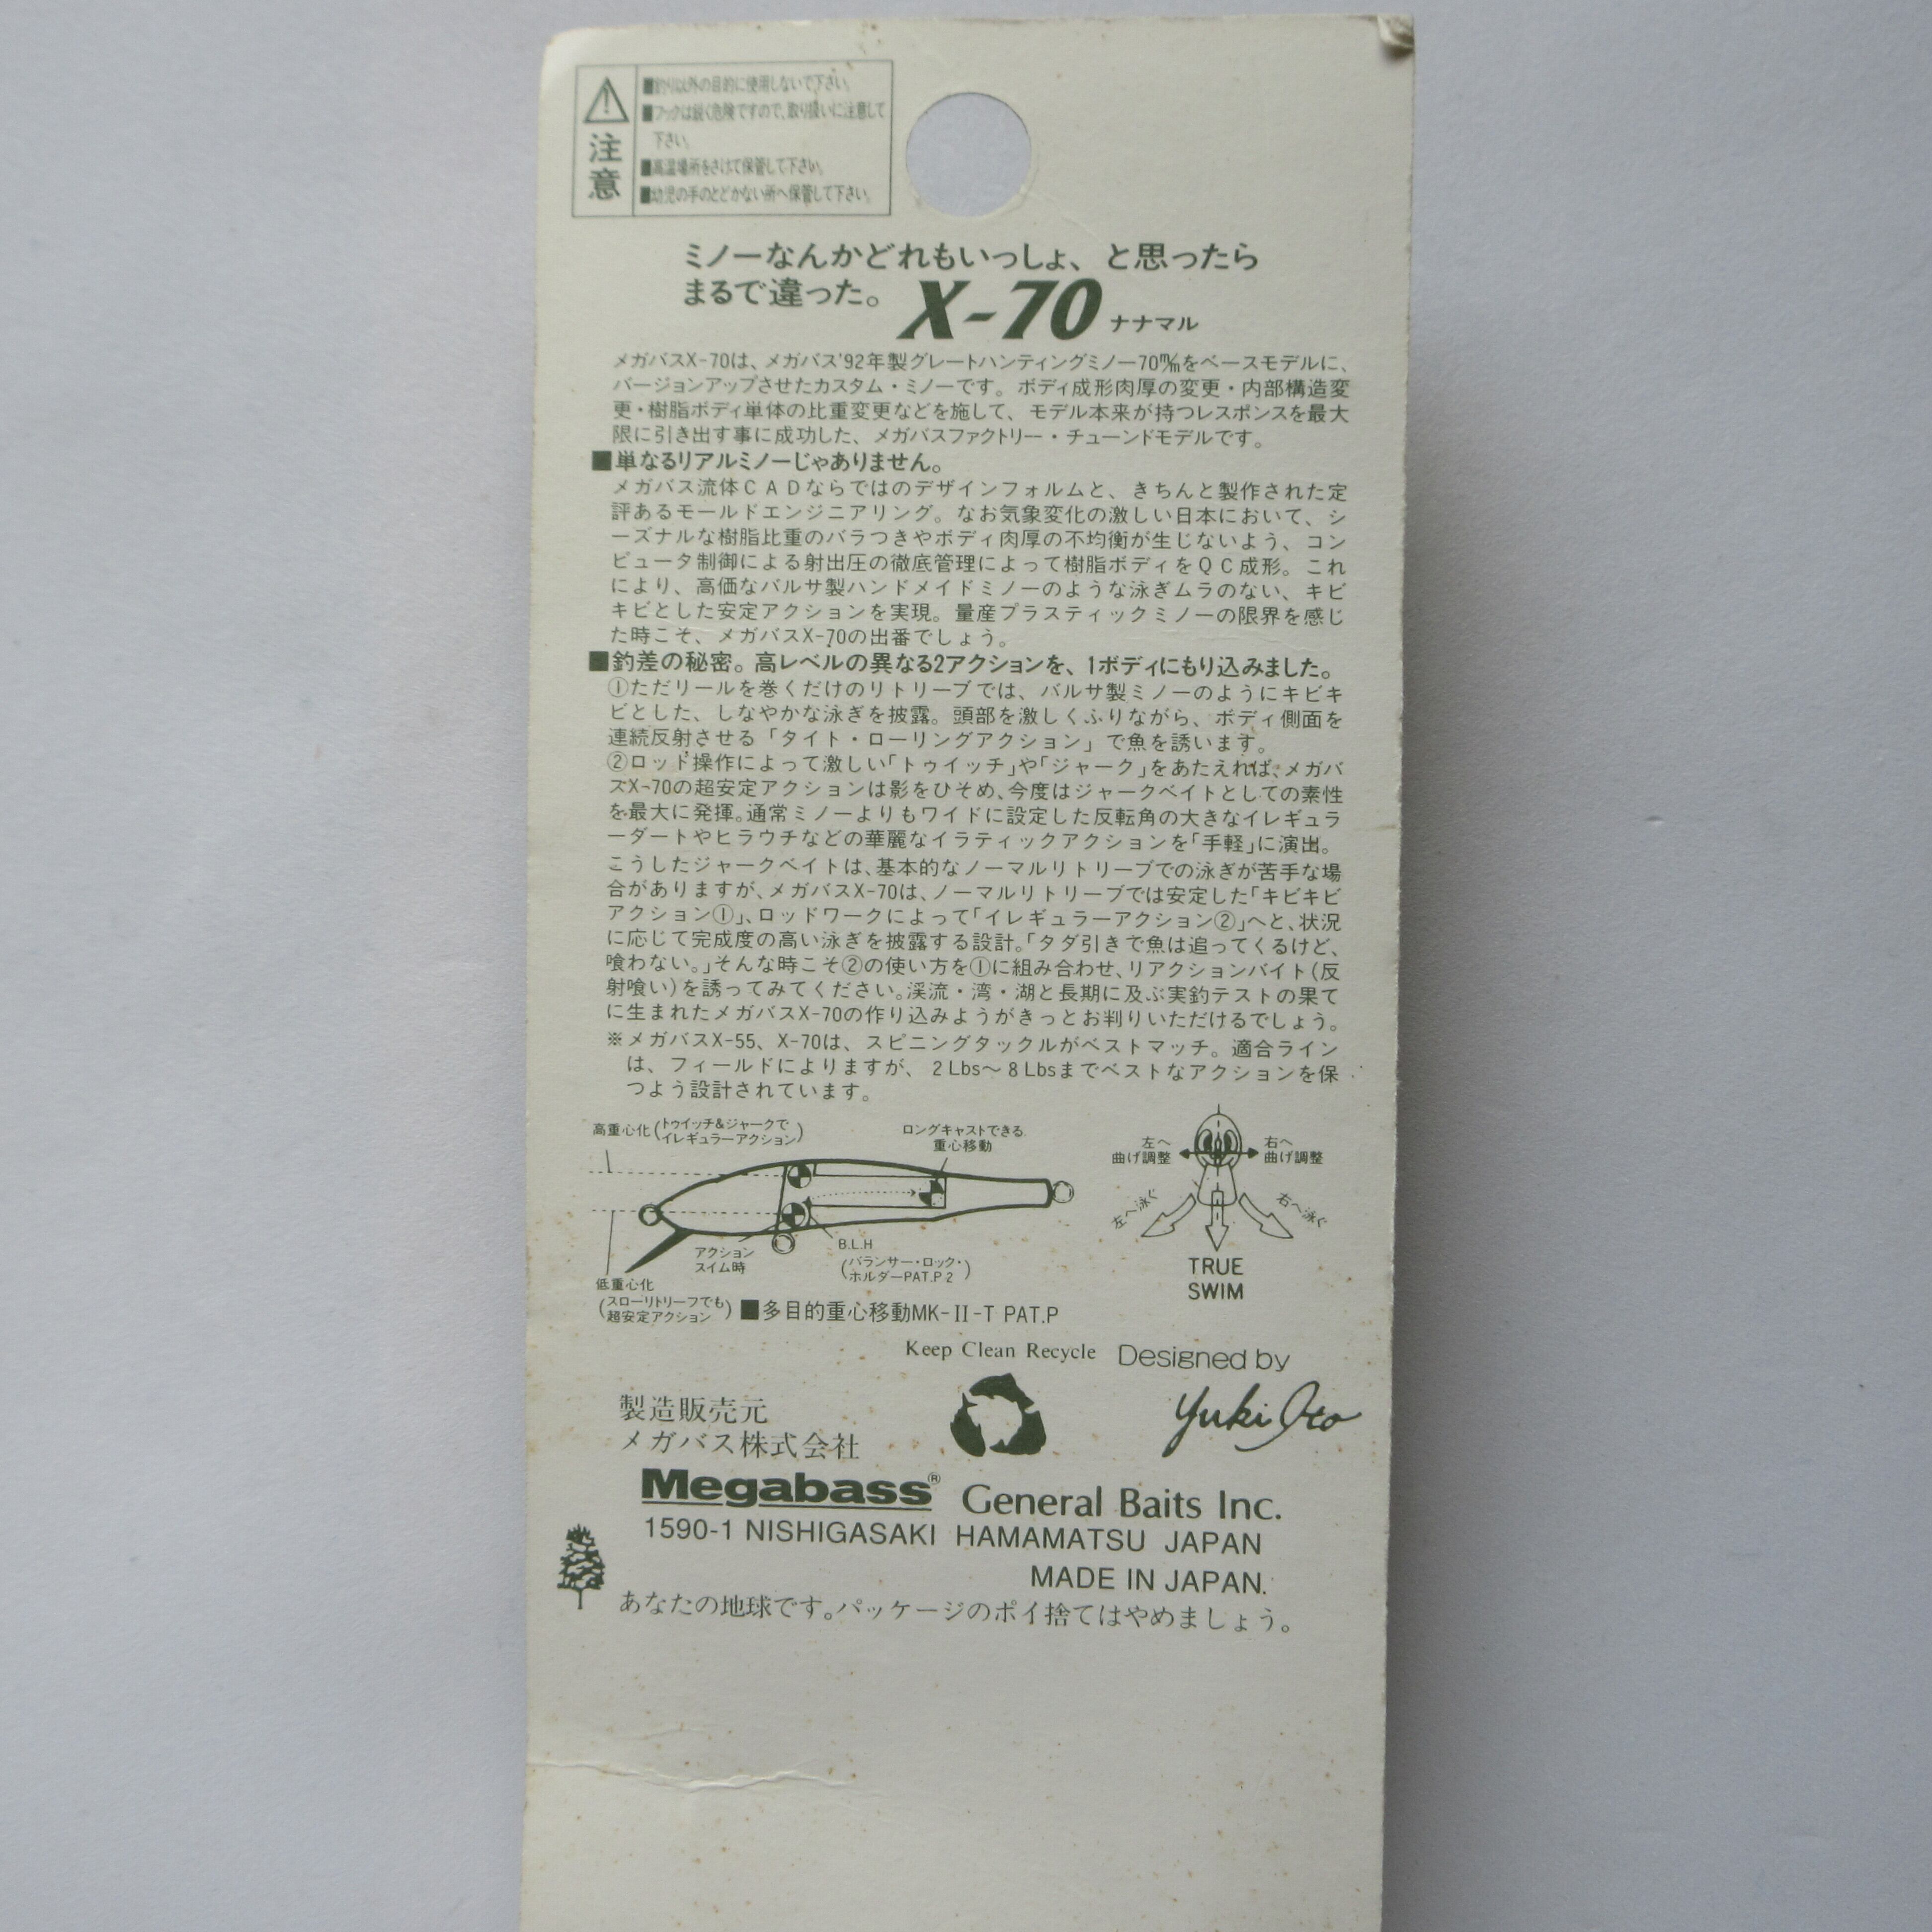 注意
■釣り以外の目的に使用しないで下さい。
■フックは鋭く危険ですので、取り扱いに注意して
下さい。
■高温場所をさけて保管して下さい。
■幼児の手のとどかない所へ保管して下さい。
ミノーなんかどれもいっしょ、と思ったら
まるで違った。X-70 ナナマル
メガバスX-70は、メガバス'92年製グレートハンティングミノー70㎜をベースモデルに、
バージョンアップさせたカスタム・ミノーです。ボディ成形肉厚の変更・内部構造変
更・樹脂ボディ単体の比重変更などを施して、モデル本来が持つレスポンスを最大
限に引き出す事に成功した、メガバスファクトリー・チューンドモデルです。
■単なるリアルミノーじゃありません。
メガバス流体CADならではのデザインフォルムと、きちんと製作された定
評あるモールドエンジニアリング。なお気象変化の激しい日本において、シ
ーズナルな樹脂比重のバラつきやボディ肉厚の不均衡が生じないよう、コン
ピュータ制御による射出圧の徹底管理によって樹脂ボディをQC成形。これ
により、高価なバルサ製ハンドメイドミノーのような泳ぎムラのない、キビ
キビとした安定アクションを実現。量産プラスティックミノーの限界を感じ
た時こそ、メガバスX-70の出番でしょう。
■釣差の秘密。高レベルの異なる2アクションを、1ボディにもり込みました。
①ただリールを巻くだけのリトリーブでは、バルサ製ミノーのようにキビキ
ビとした、しなやかな泳ぎを披露。頭部を激しくふりながら、ボディ側面を
連続反射させる「タイト・ローリングアクション」で魚を誘います。
②ロッド操作によって激しい「トゥイッチ」や「ジャーク」をあたえれば、メガバ
スX-70の超安定アクションは影をひそめ、今度はジャークベイトとしての素性
を最大に発揮。通常ミノーよりもワイドに設定した反転角の大きなイレギュラ
ーダートやヒラウチなどの華麗なイラティックアクションを「手軽」に演出。
こうしたジャークベイトは、基本的なノーマルリトリーブでの泳ぎが苦手な場
合がありますが、メガバスX-70は、ノーマルリトリーブでは安定した「キビキビ
アクション①」、ロッドワークによって「イレギュラーアクション②」へと、状況
に応じて完成度の高い泳ぎを披露する設計。「タダ引きで魚は追ってくるけど、
喰わない。」そんな時こそ②の使い方を①に組み合わせ、リアクションバイト(反
射喰い)を誘ってみてください。渓流・湾・湖と長期に及ぶ実釣テストの果て
に生まれたメガバスX-70の作り込みようがきっとお判りいただけるでしょう。
※メガバスX-55、X-70は、スピニングタックルがベストマッチ。適合ライン
は、フィールドによりますが、2Lbs〜8Lbsまでベストなアクションを保
つよう設計されています。
高重心化(トゥイッチ&ジャークで
イレギュラーアクション)
ロングキャストできる
重心移動
アクション
スイム時
B.L.H
(バランサー・ロック・
ホルダーPAT.P 2)
低重心化
(スローリトリーフでも
超安定アクション)
■多目的重心移動MK-II-T PAT.P
左へ
曲げ調整
右へ
曲げ調整
左へ泳ぐ
右へ泳ぐ
TRUE
SWIM
Keep Clean Recycle
Designed by
Yuki Ito
製造販売元
メガバス株式会社
Megabass® General Baits Inc.
1590-1 NISHIGASAKI HAMAMATSU JAPAN
MADE IN JAPAN.
あなたの地球です。パッケージのポイ捨てはやめましょう。